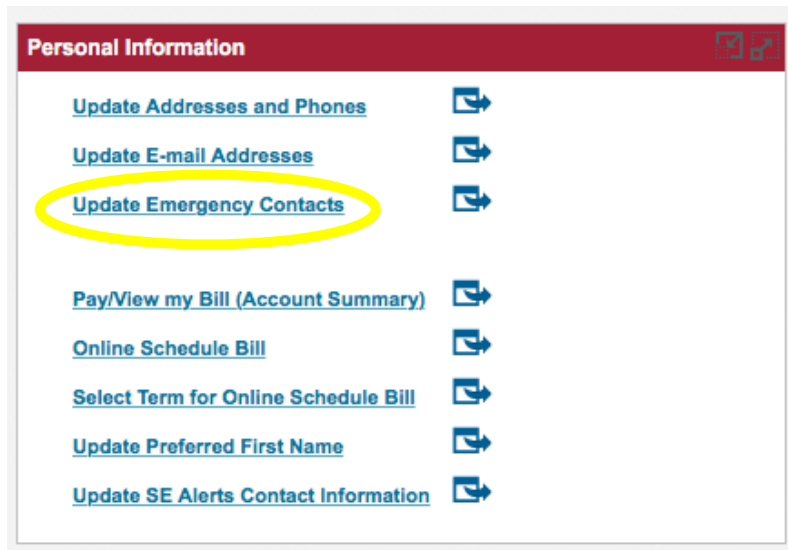 Personal Information
Update Addresses and Phones
Update E-mail Addresses
Update Emergency Contacts
Pay/View my Bill (Account Summary)
Online Schedule Bill
Select Term for Online Schedule Bill
Update Preferred First Name
Update SE Alerts Contact Information